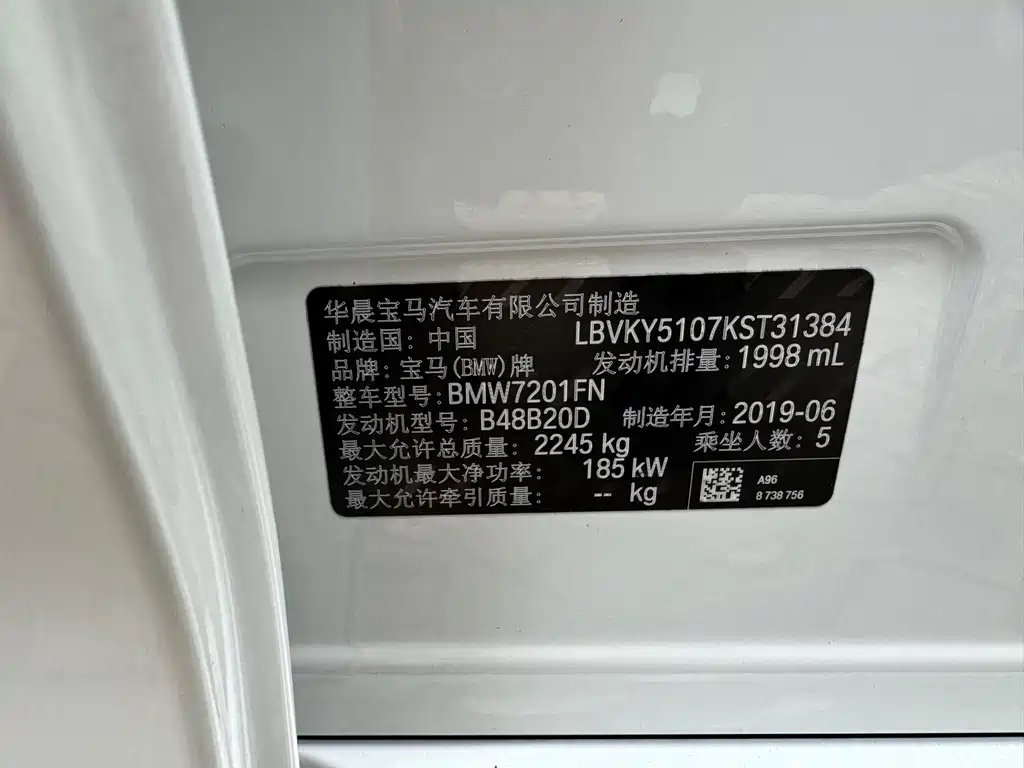 华晨宝马汽车有限公司制造
制造国：中国 LBVKY5107KST31384
品牌：宝马(BMW)牌 发动机排量：1998 mL
整车型号：BMW7201FN
发动机型号：B48B20D 制造年月：2019-06
最大允许总质量：2245 kg 乘坐人数：5
发动机最大净功率：185 kW
最大允许牵引质量：-- kg
A96
8 738 756